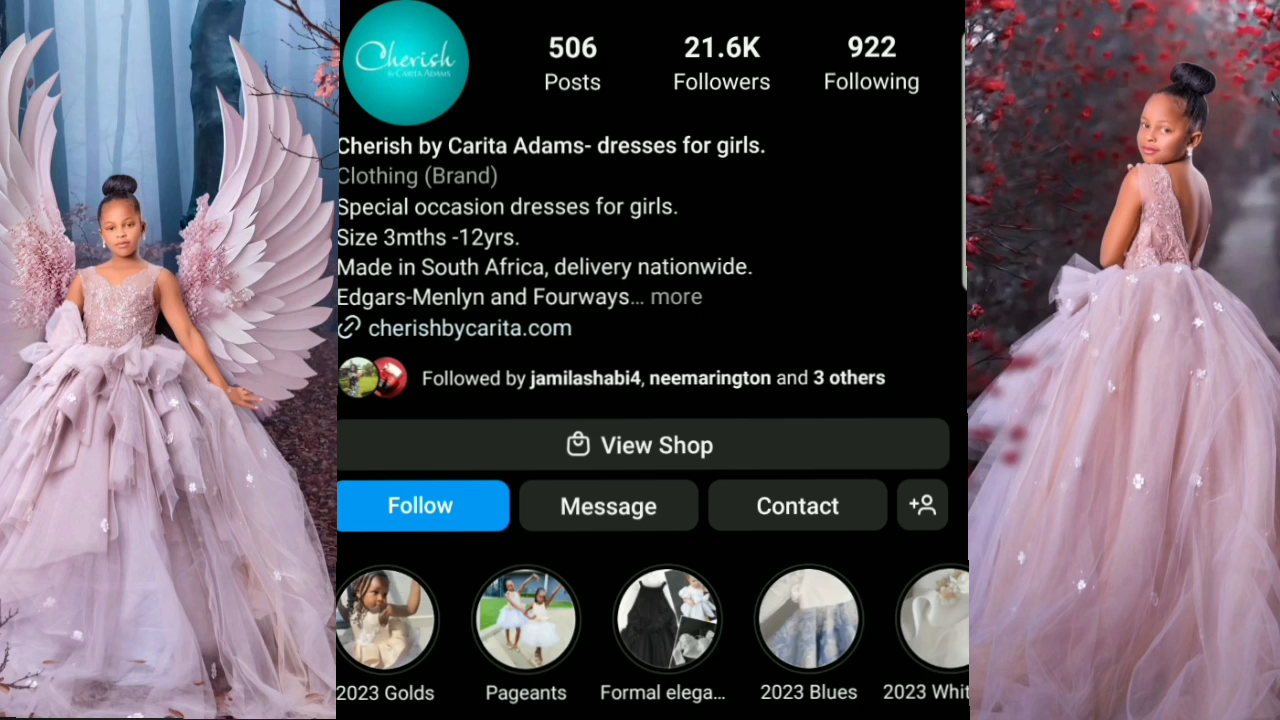 Cherish
BY CARITA ADAMS
506
Posts
21.6K
Followers
922
Following
Cherish by Carita Adams- dresses for girls.
Clothing (Brand)
Special occasion dresses for girls.
Size 3mths -12yrs.
Made in South Africa, delivery nationwide.
Edgars-Menlyn and Fourways... more
cherishbycarita.com
Followed by jamilashabi4, neemarington and 3 others
View Shop
Follow
Message
Contact
2023 Golds
Pageants
Formal elega...
2023 Blues
2023 Whit